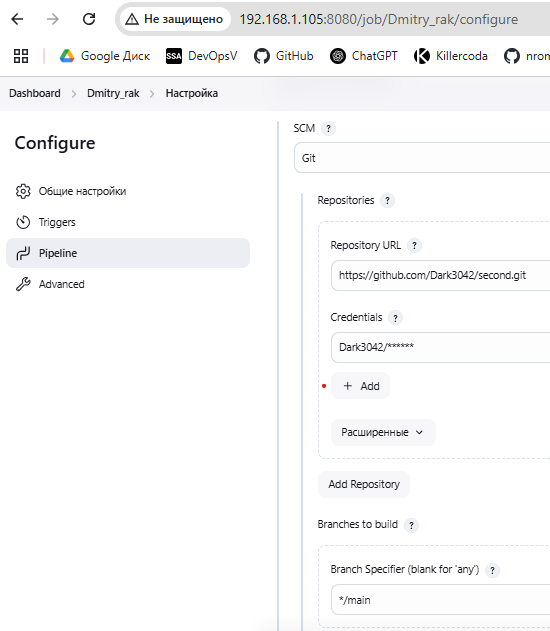 Не защищено 192.168.1.105:8080/job/Dmitry_rak/configure
Google Диск SSA DevOpsV GitHub ChatGPT Killercoda nrom
Dashboard > Dmitry_rak > Настройка
Configure
Общие настройки
Triggers
Pipeline
Advanced
SCM ?
Git
Repositories ?
Repository URL ?
https://github.com/Dark3042/second.git
Credentials ?
Dark3042/******
+ Add
Расширенные
Add Repository
Branches to build ?
Branch Specifier (blank for 'any') ?
*/main